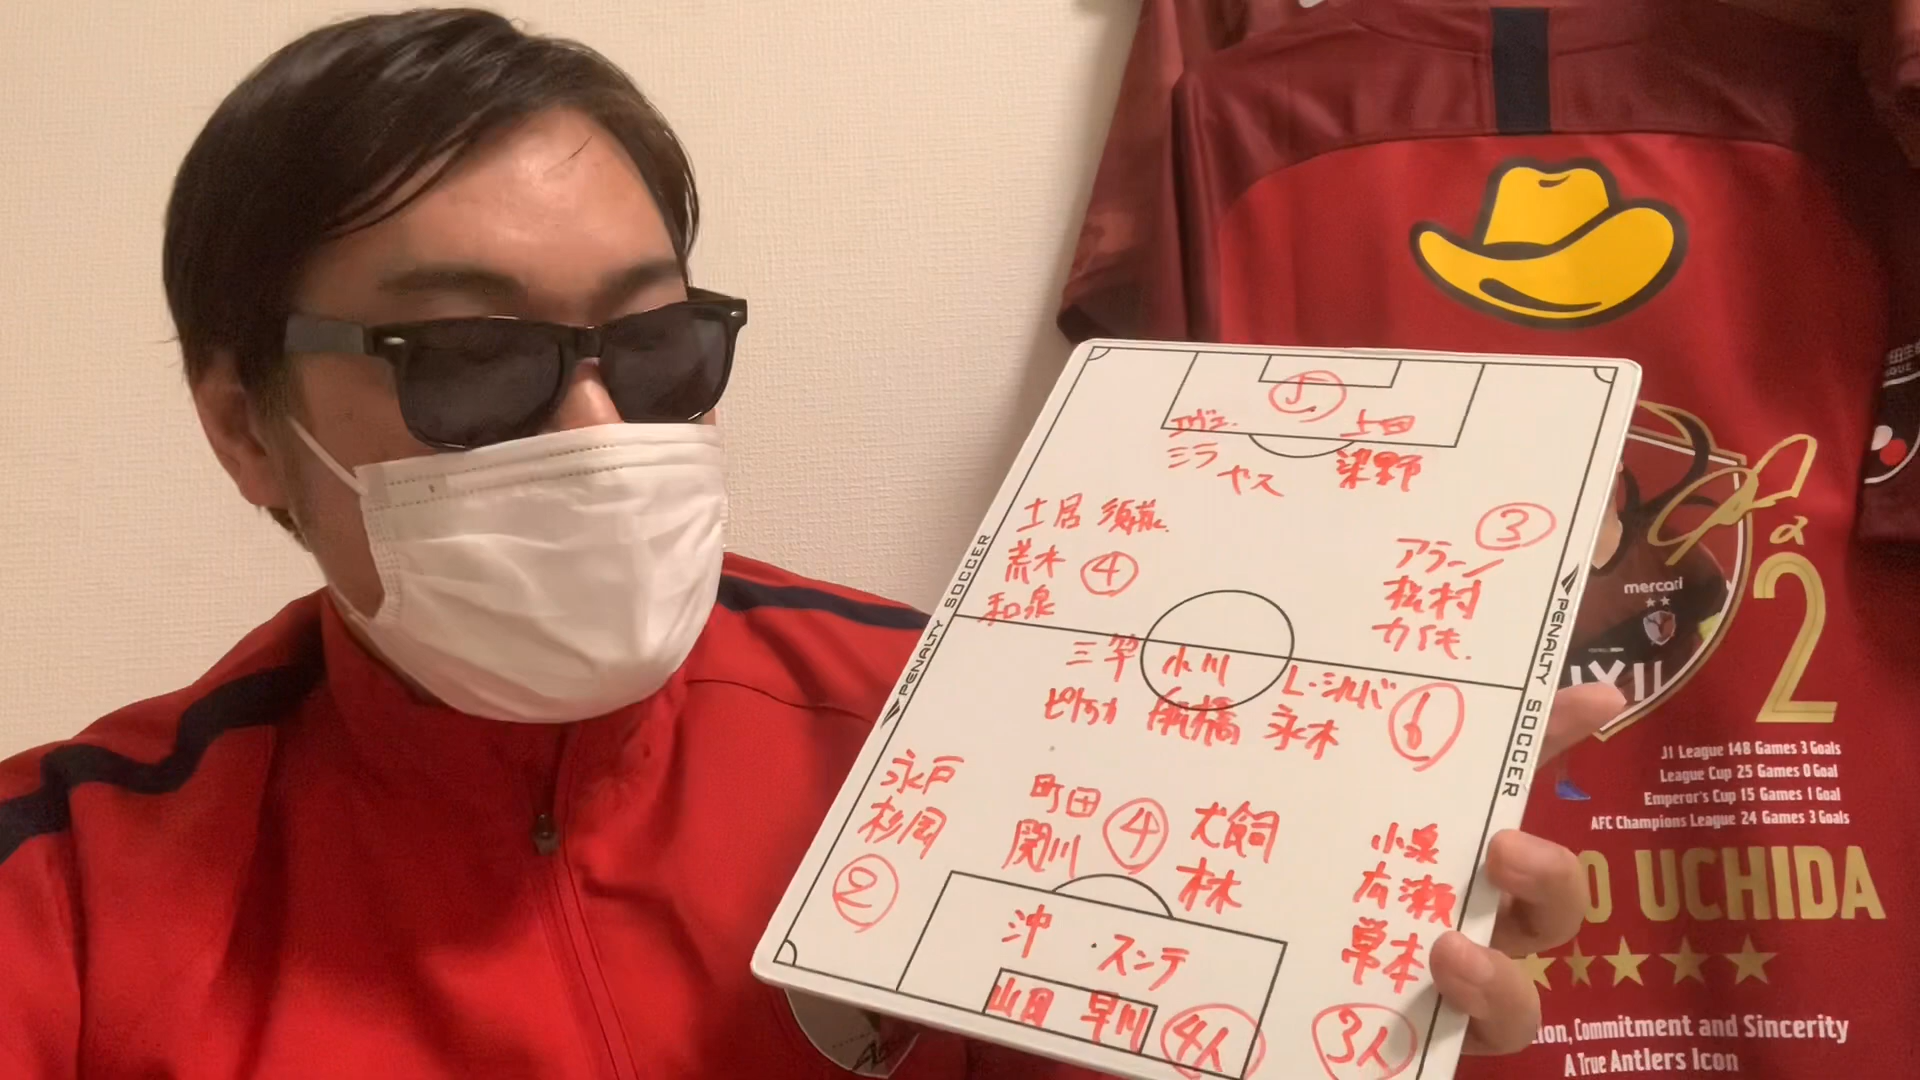 5
エヴェ. 上田
ミラ ヤス 染野
土居 須藤
荒木 4
和泉
3
アラーノ
松村
カイキ.
三竿 小川 L・シルバ
ピトゥカ 舩橋 永木
6
永戸
杉岡
2
町田 4 犬飼
関川 林
小泉
広瀬
常本
3人
沖・スンテ
山田 早川 4人
PENALTY SOCCER
PENALTY SOCCER
α
mercari
2
J1 League 148 Games 3 Goals
League Cup 25 Games 0 Goal
Emperor's Cup 15 Games 1 Goal
AFC Champions League 24 Games 3 Goals
O UCHIDA
ion, Commitment and Sincerity
A True Antlers Icon